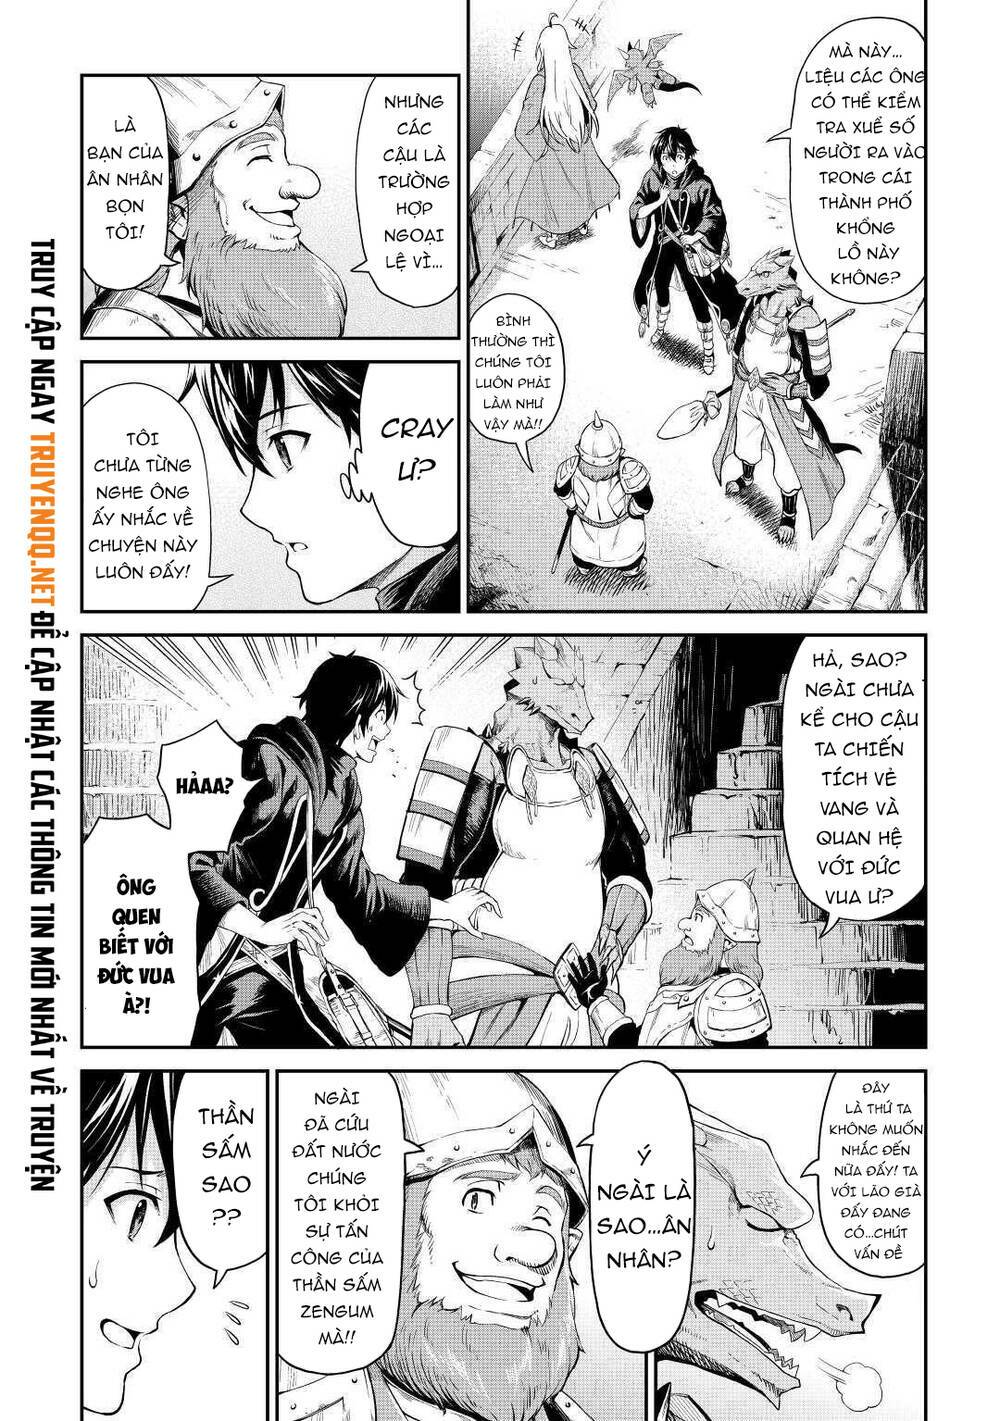 MÀ NÀY...
LIỆU CÁC ÔNG
CÓ THỂ KIỂM
TRA XUỂ SỐ
NGƯỜI RA VÀO
TRONG CÁI
THÀNH PHỐ
KHỔNG
LỒ NÀY
KHÔNG?
BÌNH
THƯỜNG THÌ
CHÚNG TÔI
LUÔN PHẢI
LÀM NHƯ
VẬY MÀ!!
NHƯNG
CÁC
CẬU LÀ
TRƯỜNG
HỢP
NGOẠI
LỆ VÌ...
LÀ
BẠN CỦA
ÂN NHÂN
BỌN
TÔI!
CRAY
Ư?
TÔI
CHƯA TỪNG
NGHE ÔNG
ẤY NHẮC VỀ
CHUYỆN NÀY
LUÔN ĐẤY!
HẢ, SAO?
NGÀI CHƯA
KỂ CHO CẬU
TA CHIẾN
TÍCH VẺ
VANG VÀ
QUAN HỆ
VỚI ĐỨC
VUA Ư?
HẢAA?
ÔNG
QUEN
BIẾT VỚI
ĐỨC VUA
À?!
ĐÂY
LÀ THỨ TA
KHÔNG MUỐN
NHẮC ĐẾN
NỮA ĐẤY! TA
VỚI LÃO GIÀ
ĐẤY ĐANG
CÓ...CHÚT
VẤN ĐỀ
Ý
NGÀI LÀ
SAO...ÂN
NHÂN?
NGÀI
ĐÃ CỨU
ĐẤT NƯỚC
CHÚNG
TÔI KHỎI
SỰ TẤN
CÔNG CỦA
THẦN SẤM
ZENGUM
MÀ!!
THẦN
SẤM
SAO
??
TRUY CẬP NGAY TRUYENQQ.NET ĐỂ CẬP NHẬT CÁC THÔNG TIN MỚI NHẤT VỀ TRUYỆN